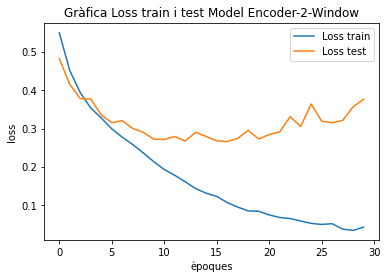 Gràfica Loss train i test Model Encoder-2-Window
Loss train
Loss test
loss
0.5
0.4
0.3
0.2
0.1
0 5 10 15 20 25 30
èpoques